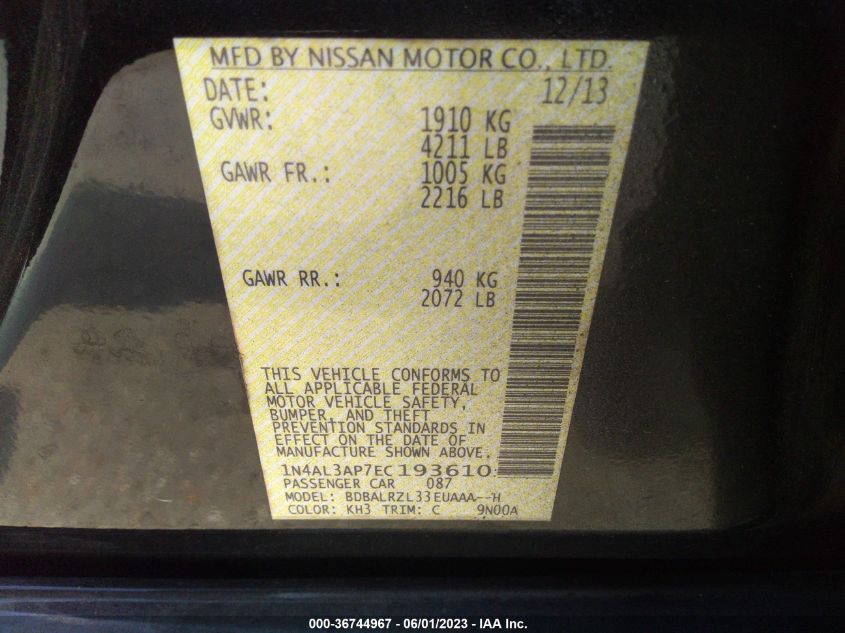 MFD BY NISSAN MOTOR CO., LTD.
DATE: 12/13
GVWR: 1910 KG
4211 LB
GAWR FR.: 1005 KG
2216 LB
GAWR RR.: 940 KG
2072 LB
THIS VEHICLE CONFORMS TO
ALL APPLICABLE FEDERAL
MOTOR VEHICLE SAFETY,
BUMPER, AND THEFT
PREVENTION STANDARDS IN
EFFECT ON THE DATE OF
MANUFACTURE SHOWN ABOVE.
1N4AL3AP7EC193610
PASSENGER CAR 087
MODEL: BDBALRZL33EUAAA--H
COLOR: KH3 TRIM: C 9N00A
000-36744967 - 06/01/2023 - IAA Inc.